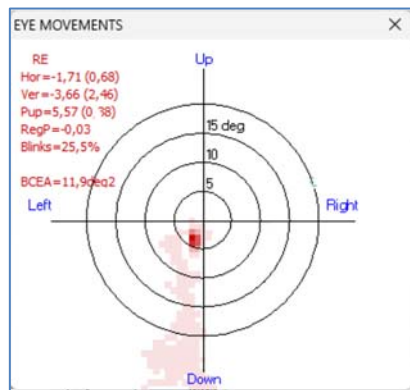 EYE MOVEMENTS
RE
Up
Hor=-1,71 (0,68)
Ver=-3,66 (2,46)
Pup=5,57 (0,38)
RegP=-0,03
Blinks=25,5%
15 deg
10
5
BCEA=11,9deg2
Left
Right
Down